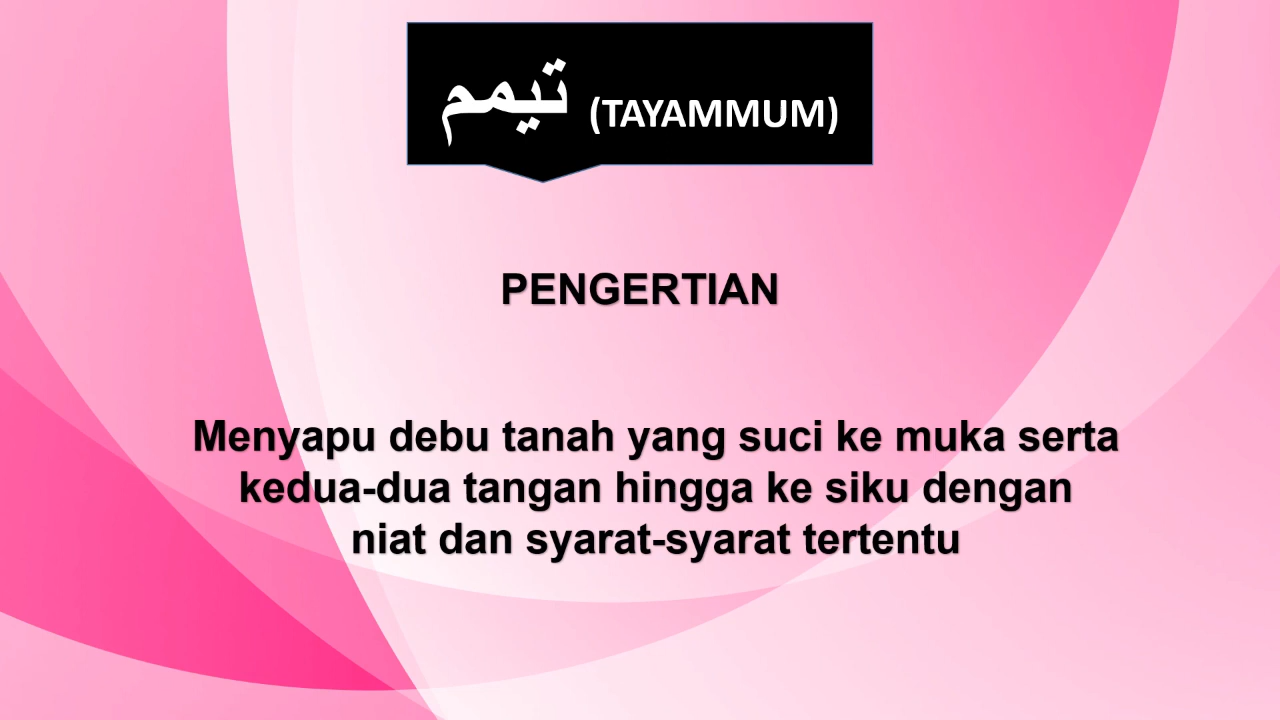 تيمم (TAYAMMUM)
PENGERTIAN
Menyapu debu tanah yang suci ke muka serta
kedua-dua tangan hingga ke siku dengan
niat dan syarat-syarat tertentu